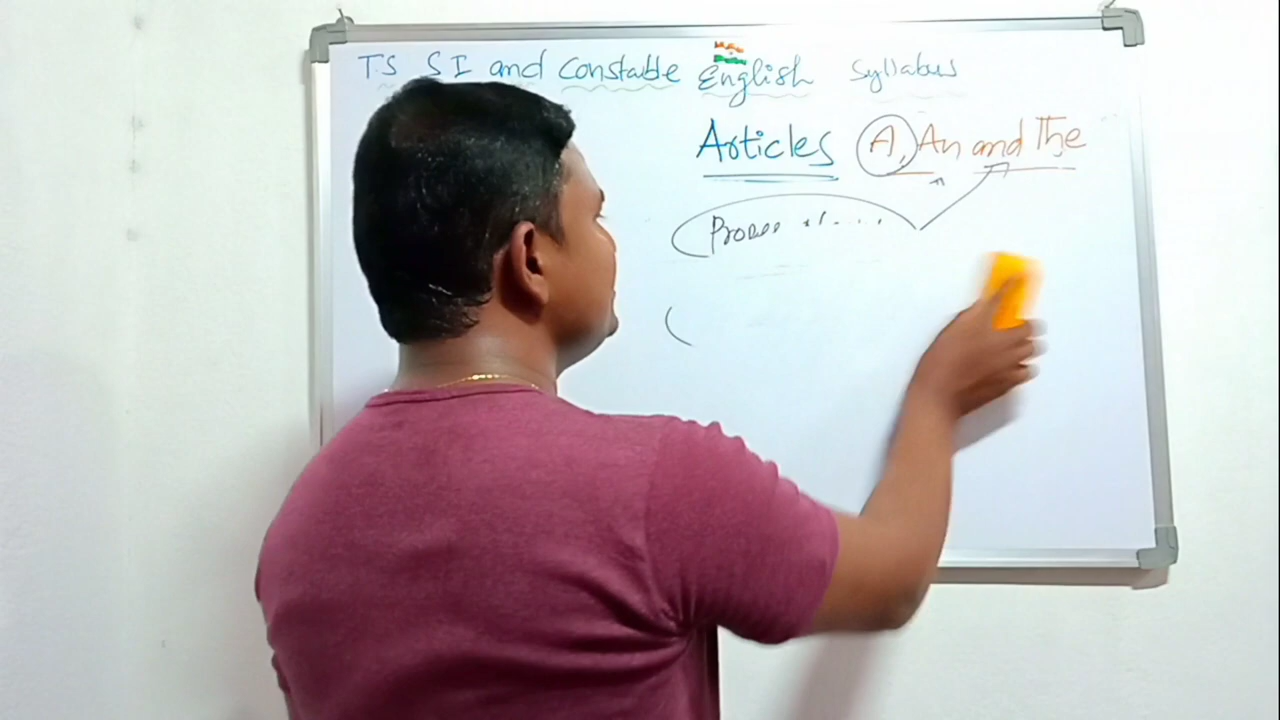 TS SI and Constable English Syllabus
Articles A, An and The